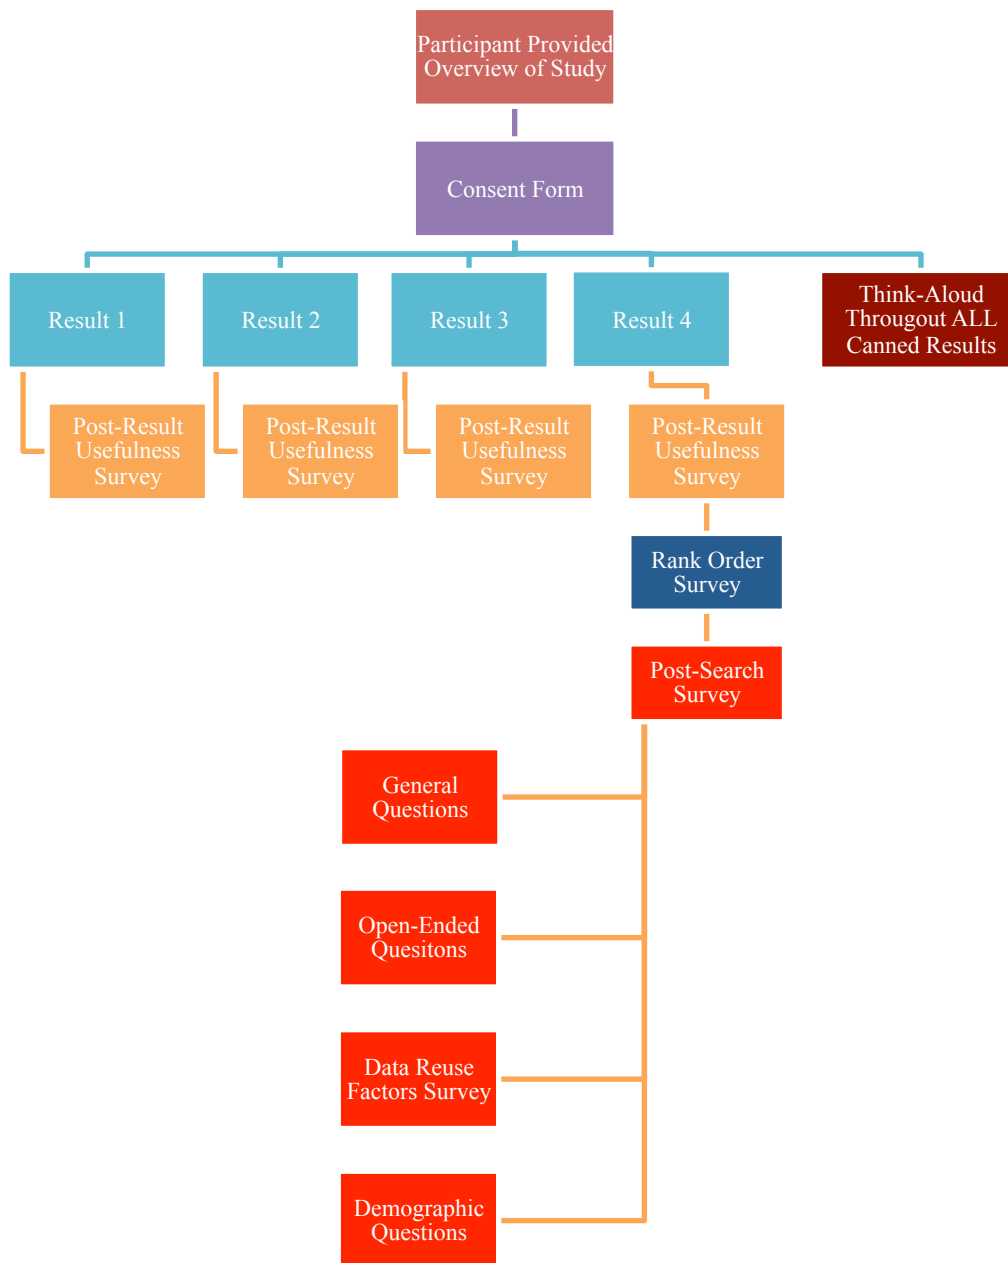 Participant Provided
Overview of Study
Consent Form
Result 1
Result 2
Result 3
Result 4
Think-Aloud
Througout ALL
Canned Results
Post-Result
Usefulness
Survey
Post-Result
Usefulness
Survey
Post-Result
Usefulness
Survey
Post-Result
Usefulness
Survey
Rank Order
Survey
Post-Search
Survey
General
Questions
Open-Ended
Quesitons
Data Reuse
Factors Survey
Demographic
Questions